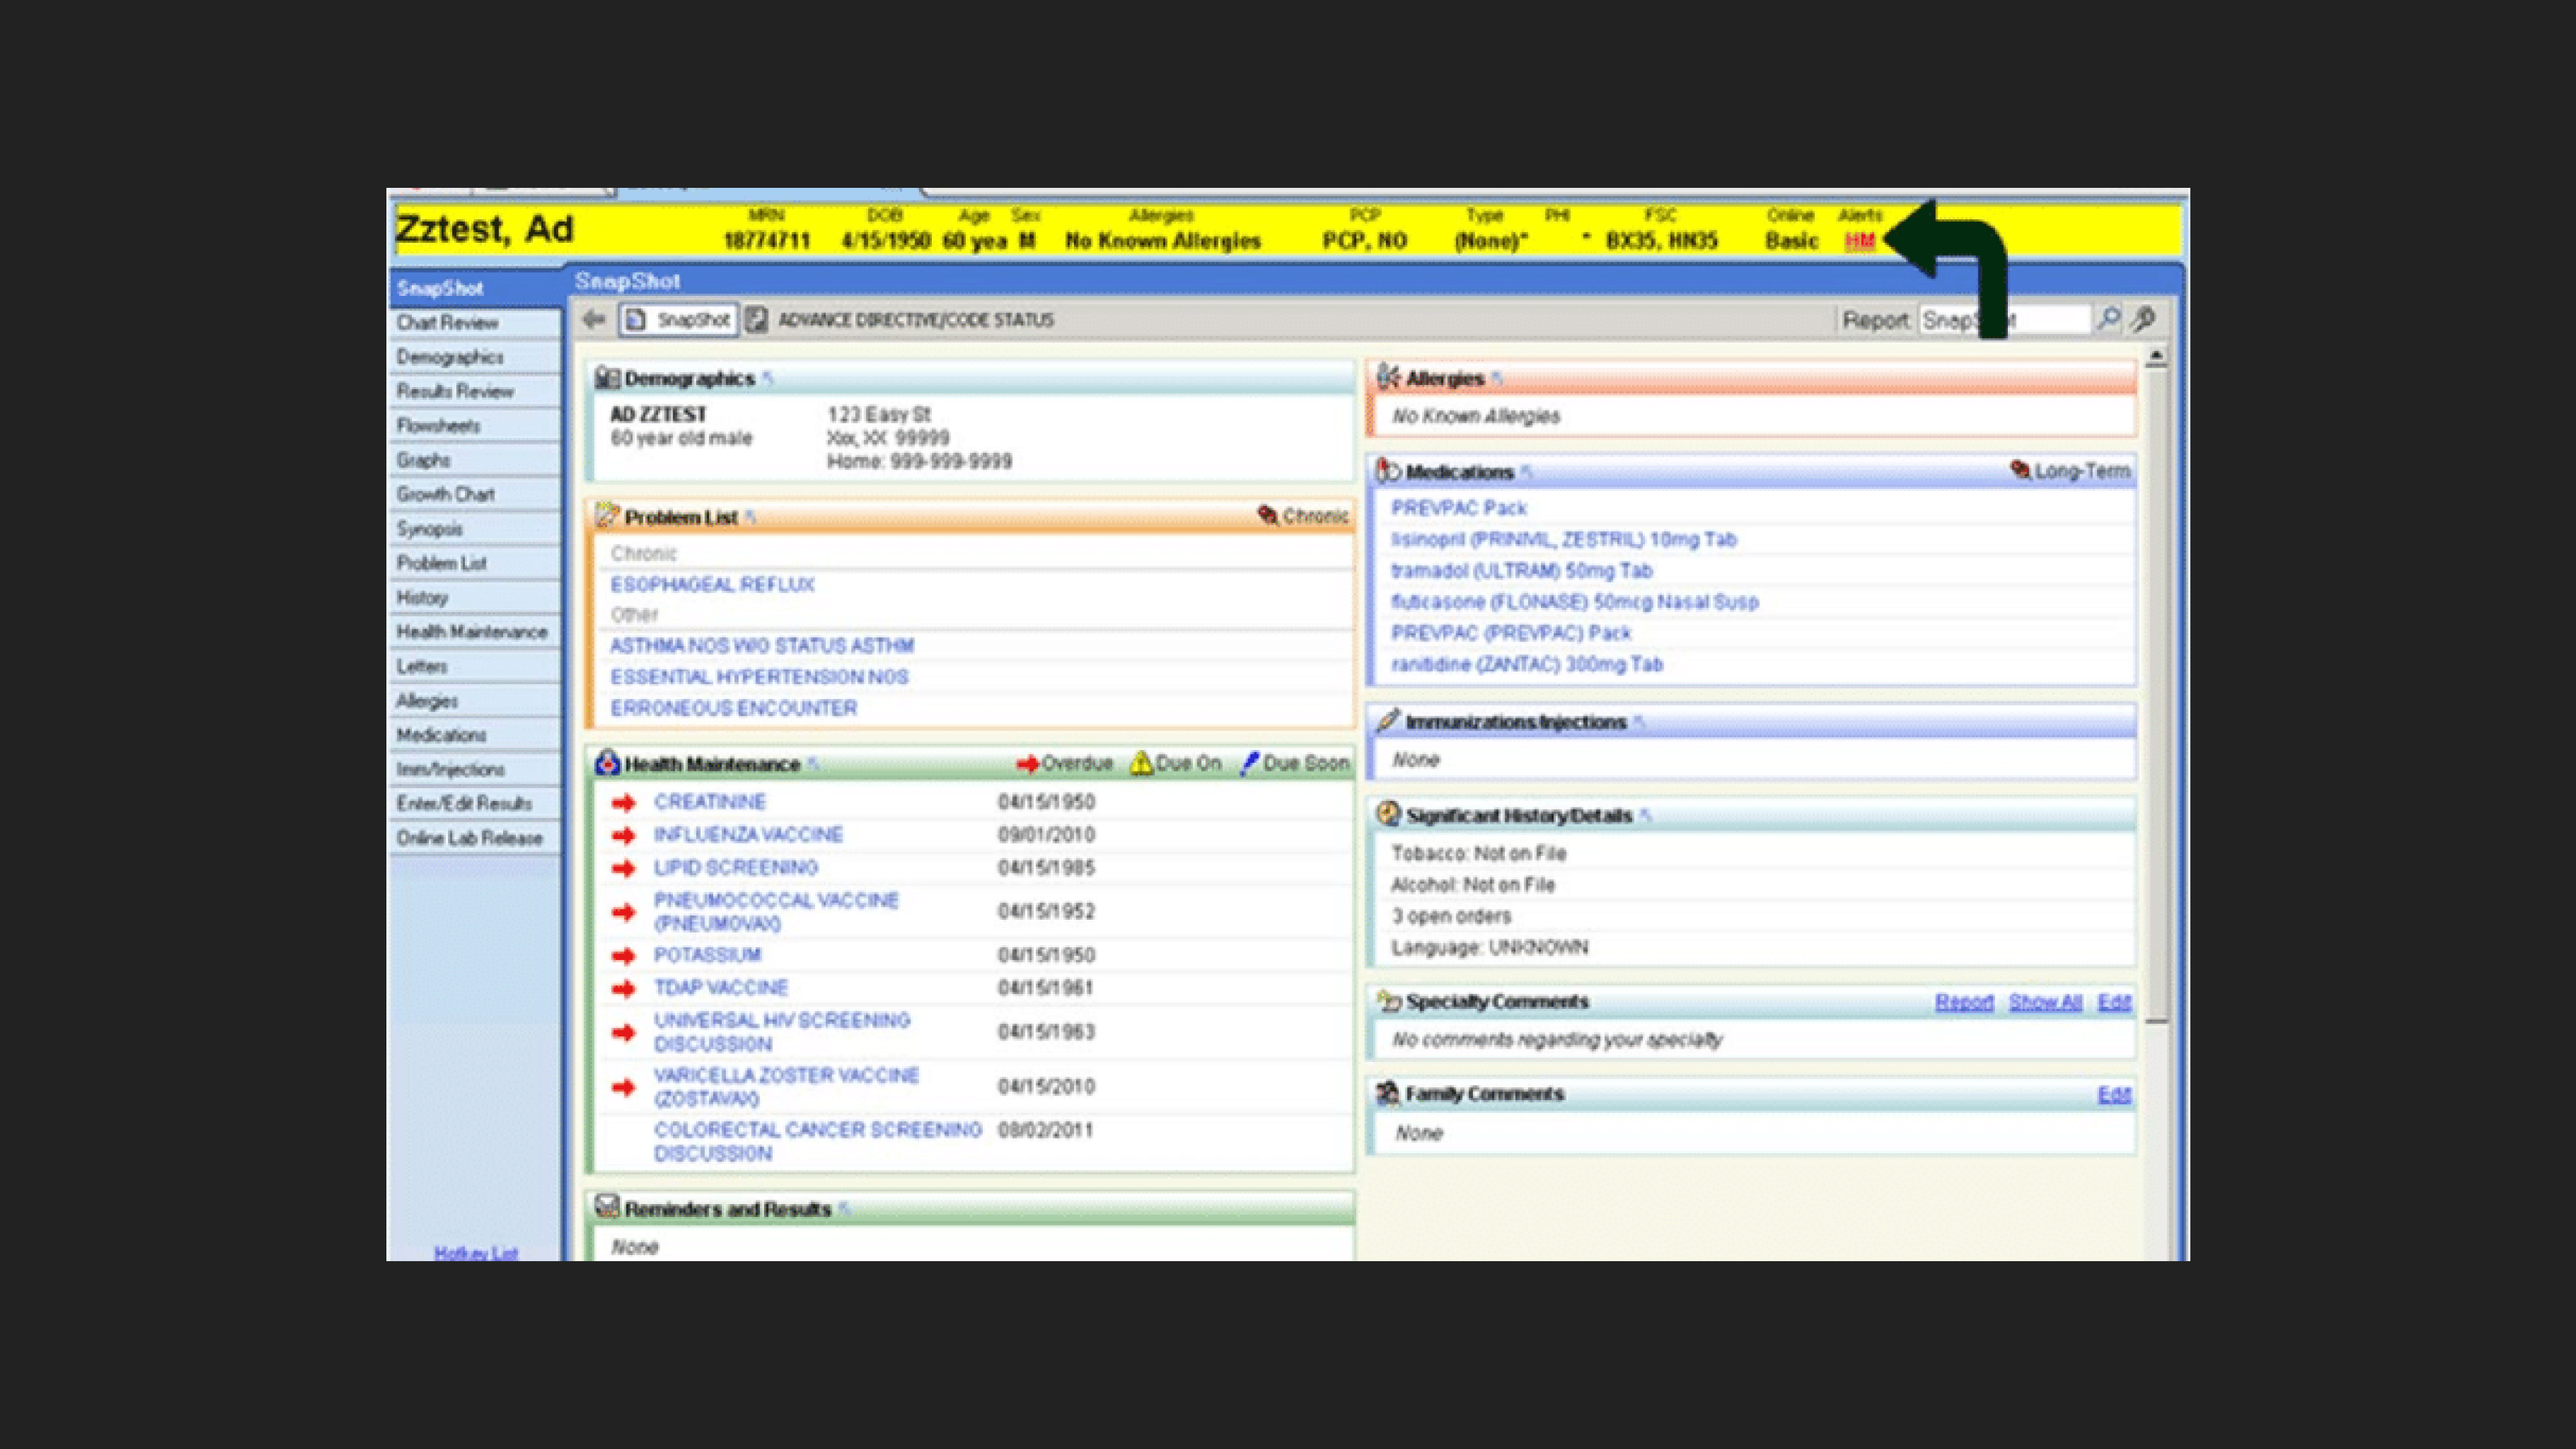 Zztest, Ad
MRN DOB Age Sex Allergies PCP Type PHI FSC Online Alerts
18774711 4/15/1950 60 yea M No Known Allergies PCP, NO (None)* * BX35, HN35 Basic HM
SnapShot
Chart Review
Demographics
Results Review
Flowsheets
Graphs
Growth Chart
Synopsis
Problem List
History
Health Maintenance
Letters
Allergies
Medications
Imm/Injections
Enter/Edit Results
Online Lab Release
Hotkey List
SnapShot
SnapShot ADVANCE DIRECTIVE/CODE STATUS Report
Demographics
AD ZZTEST 123 Easy St
60 year old male Xxx, XX 99999
Home: 999-999-9999
Problem List Chronic
Chronic
ESOPHAGEAL REFLUX
Other
ASTHMA NOS W/O STATUS ASTHM
ESSENTIAL HYPERTENSION NOS
ERRONEOUS ENCOUNTER
Health Maintenance Overdue Due On Due Soon
CREATININE 04/15/1950
INFLUENZA VACCINE 09/01/2010
LIPID SCREENING 04/15/1985
PNEUMOCOCCAL VACCINE
(PNEUMOVAX) 04/15/1952
POTASSIUM 04/15/1950
TDAP VACCINE 04/15/1961
UNIVERSAL HIV SCREENING
DISCUSSION 04/15/1963
VARICELLA ZOSTER VACCINE
(ZOSTAVAX) 04/15/2010
COLORECTAL CANCER SCREENING 08/02/2011
DISCUSSION
Reminders and Results
None
Allergies
No Known Allergies
Medications Long-Term
PREVPAC Pack
lisinopril (PRINIVIL, ZESTRIL) 10mg Tab
tramadol (ULTRAM) 50mg Tab
fluticasone (FLONASE) 50mcg Nasal Susp
PREVPAC (PREVPAC) Pack
ranitidine (ZANTAC) 300mg Tab
Immunizations/Injections
None
Significant History/Details
Tobacco: Not on File
Alcohol: Not on File
3 open orders
Language: UNKNOWN
Specialty Comments Report Show All Edit
No comments regarding your specialty
Family Comments Edit
None